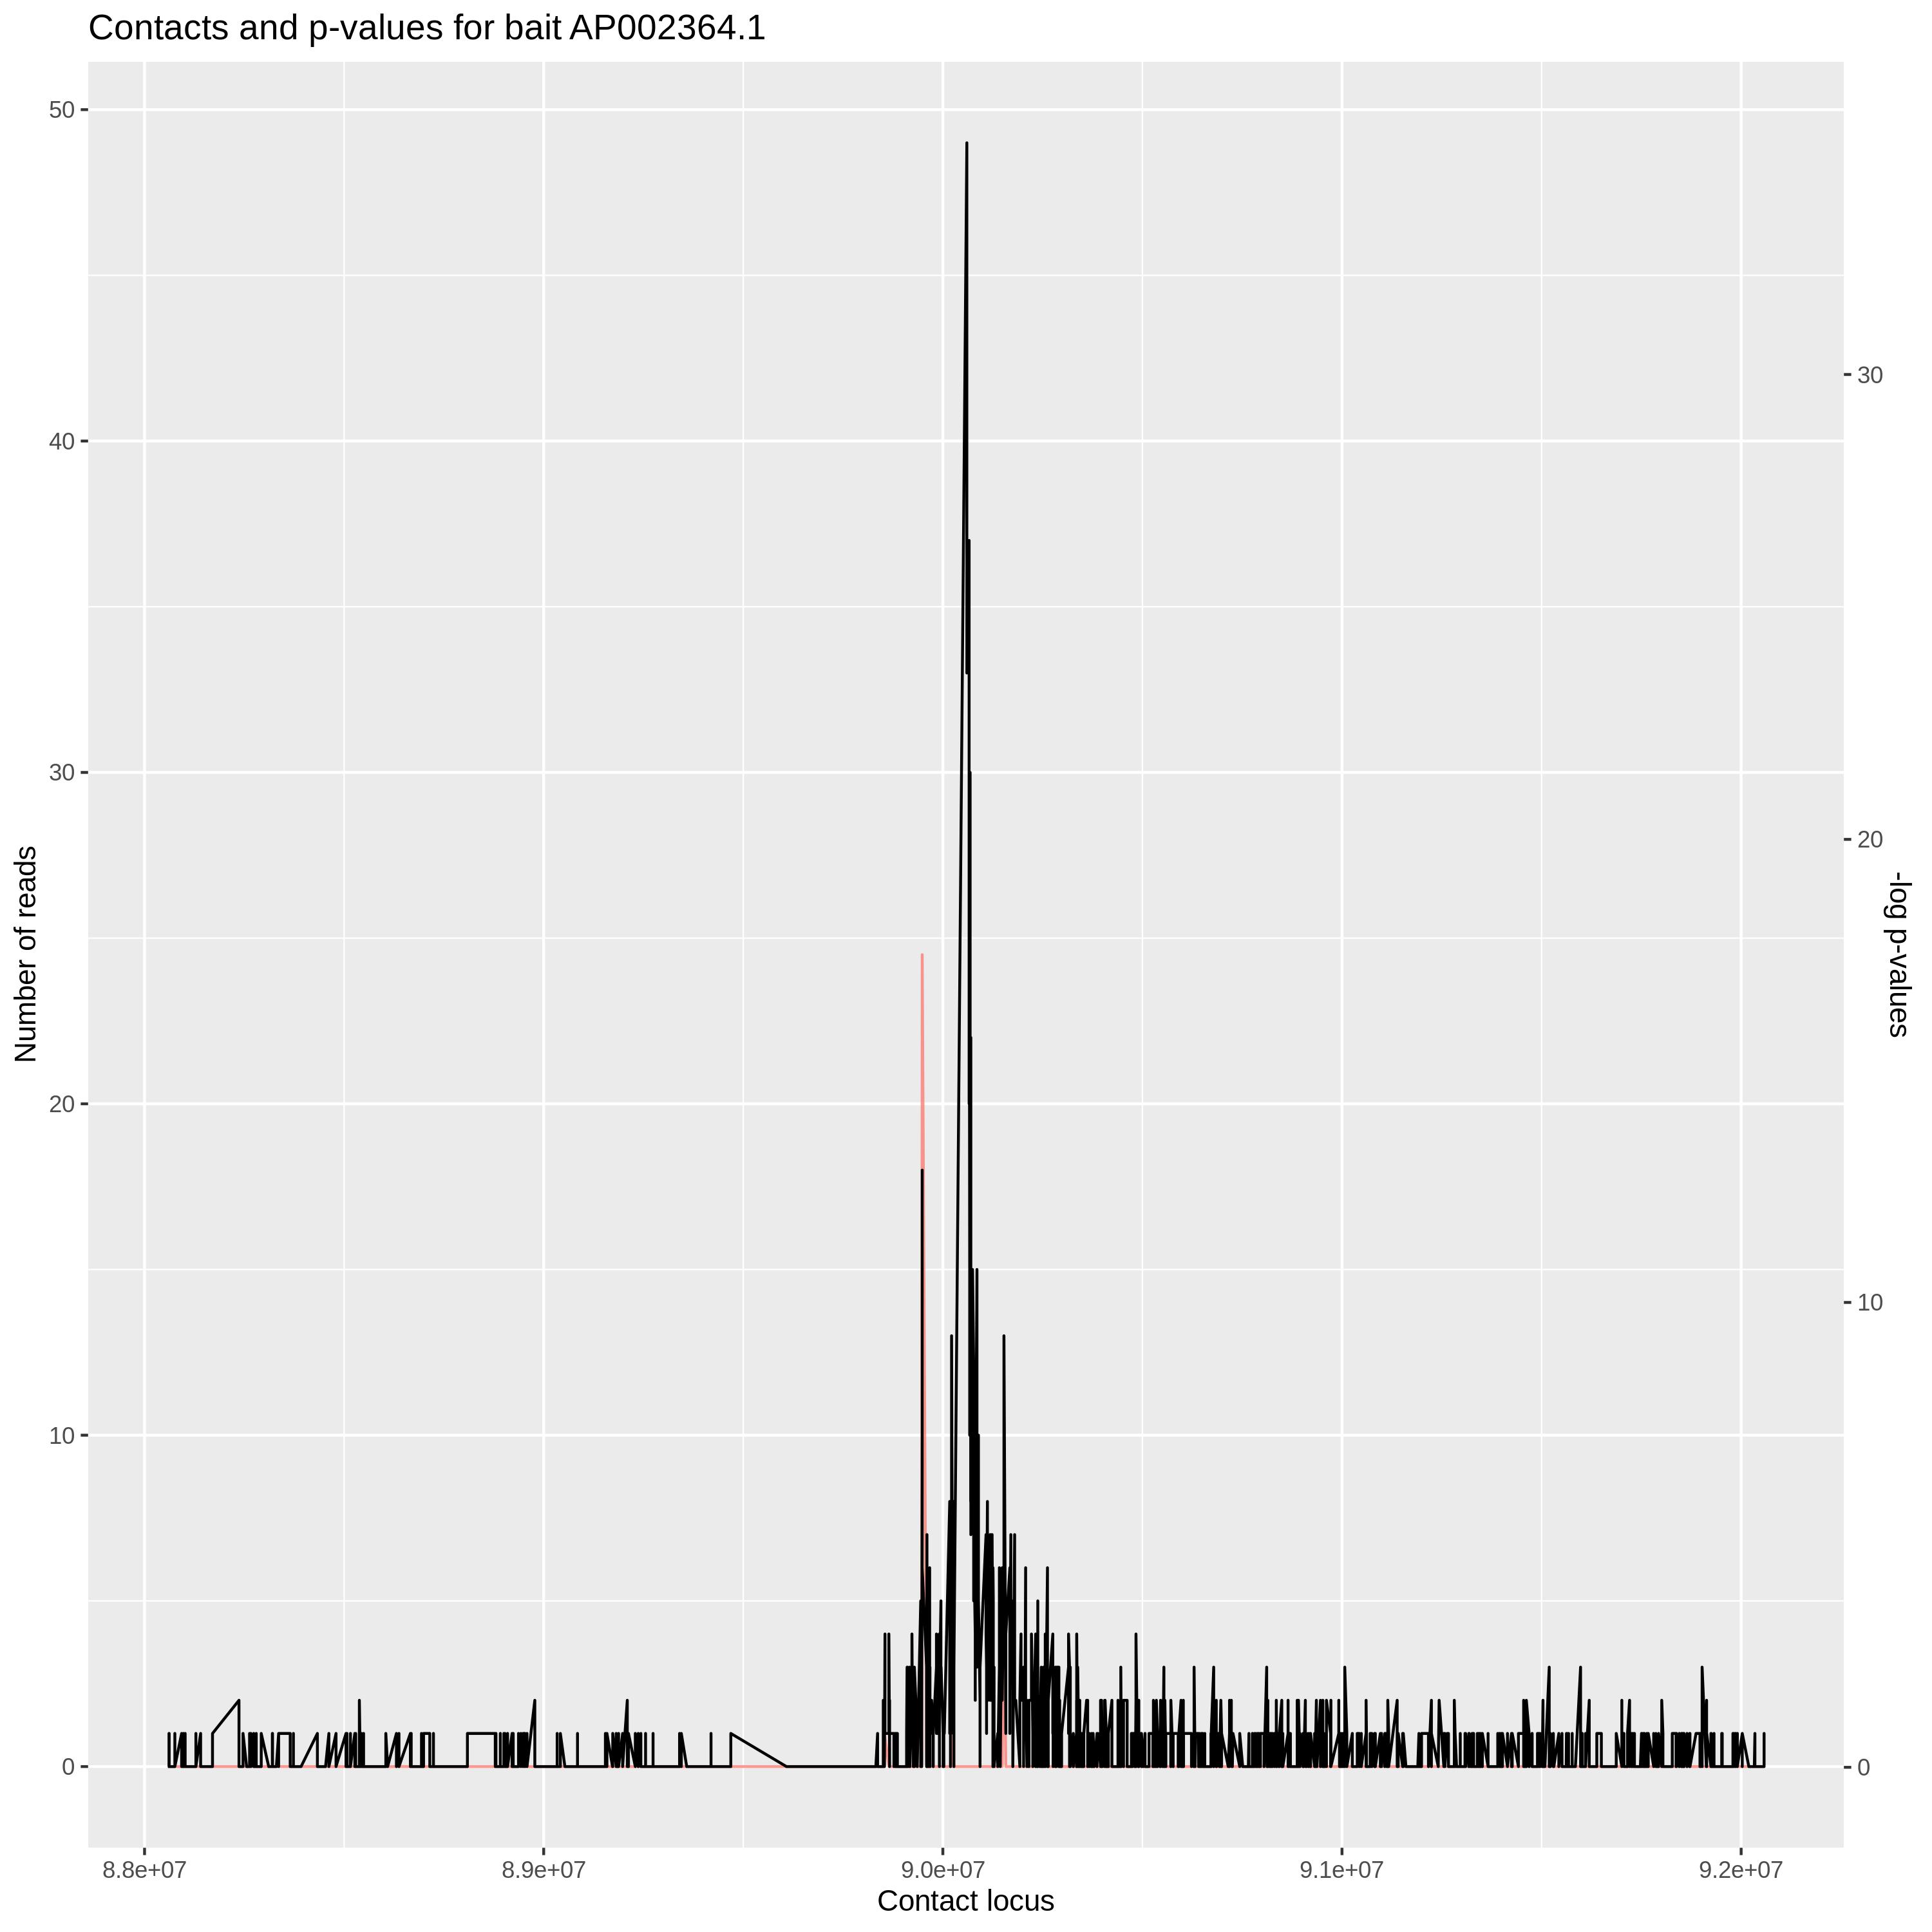 Contacts and p-values for bait AP002364.1
50
40
30
20
10
0
Number of reads
30
20
10
0
-log p-values
8.8e+07
8.9e+07
9.0e+07
9.1e+07
9.2e+07
Contact locus